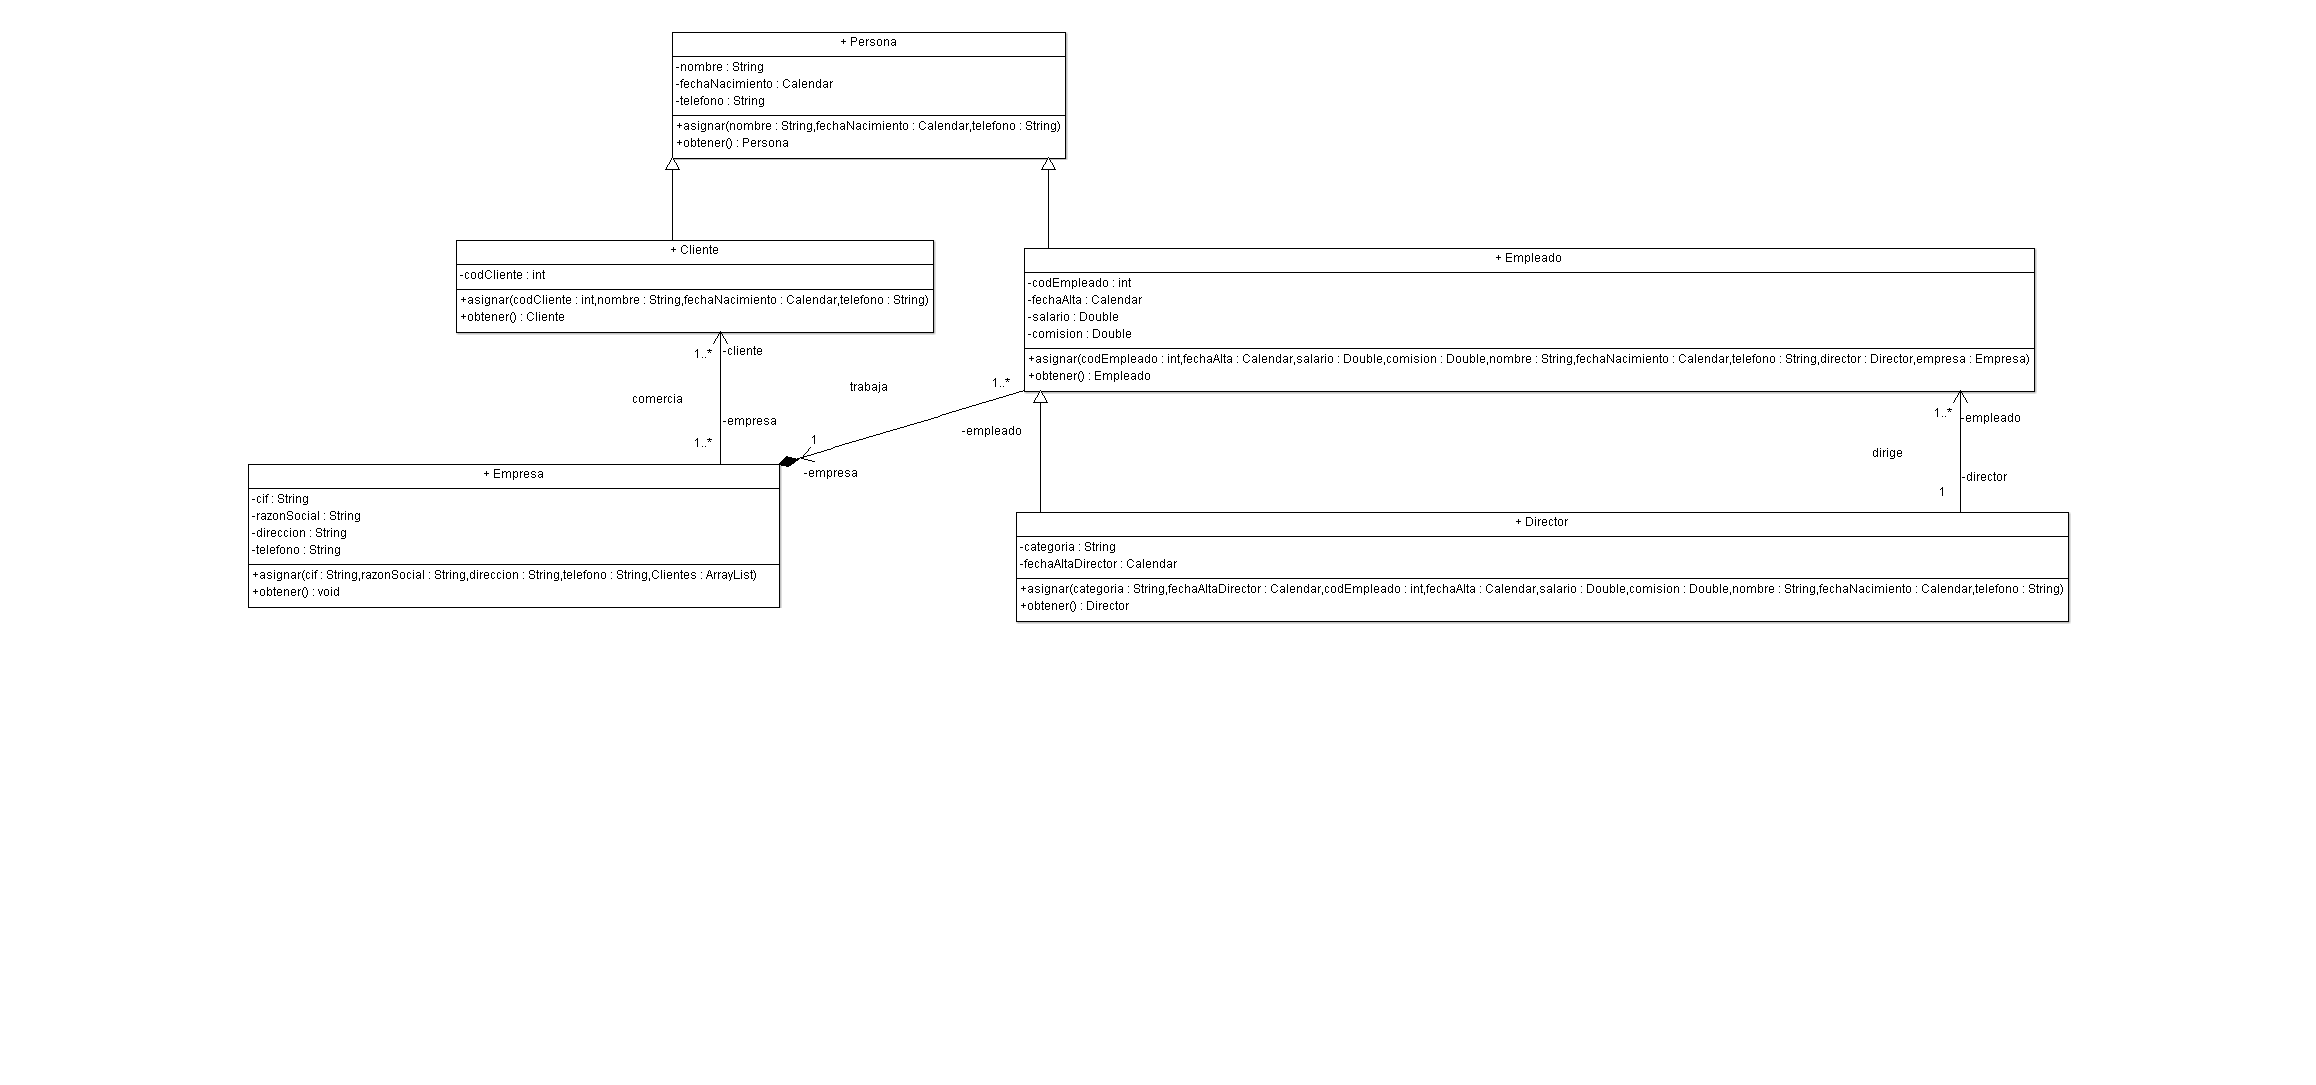 + Persona
-nombre : String
-fechaNacimiento : Calendar
-telefono : String
+asignar(nombre : String,fechaNacimiento : Calendar,telefono : String)
+obtener() : Persona
+ Cliente
-codCliente : int
+asignar(codCliente : int,nombre : String,fechaNacimiento : Calendar,telefono : String)
+obtener() : Cliente
+ Empleado
-codEmpleado : int
-fechaAlta : Calendar
-salario : Double
-comision : Double
+asignar(codEmpleado : int,fechaAlta : Calendar,salario : Double,comision : Double,nombre : String,fechaNacimiento : Calendar,telefono : String,director : Director,empresa : Empresa)
+obtener() : Empleado
1..*
-cliente
comercia
-empresa
1..*
trabaja
1..*
-empleado
1
-empresa
1..*
-empleado
dirige
-director
1
+ Empresa
-cif : String
-razonSocial : String
-direccion : String
-telefono : String
+asignar(cif : String,razonSocial : String,direccion : String,telefono : String,Clientes : ArrayList)
+obtener() : void
+ Director
-categoria : String
-fechaAltaDirector : Calendar
+asignar(categoria : String,fechaAltaDirector : Calendar,codEmpleado : int,fechaAlta : Calendar,salario : Double,comision : Double,nombre : String,fechaNacimiento : Calendar,telefono : String)
+obtener() : Director